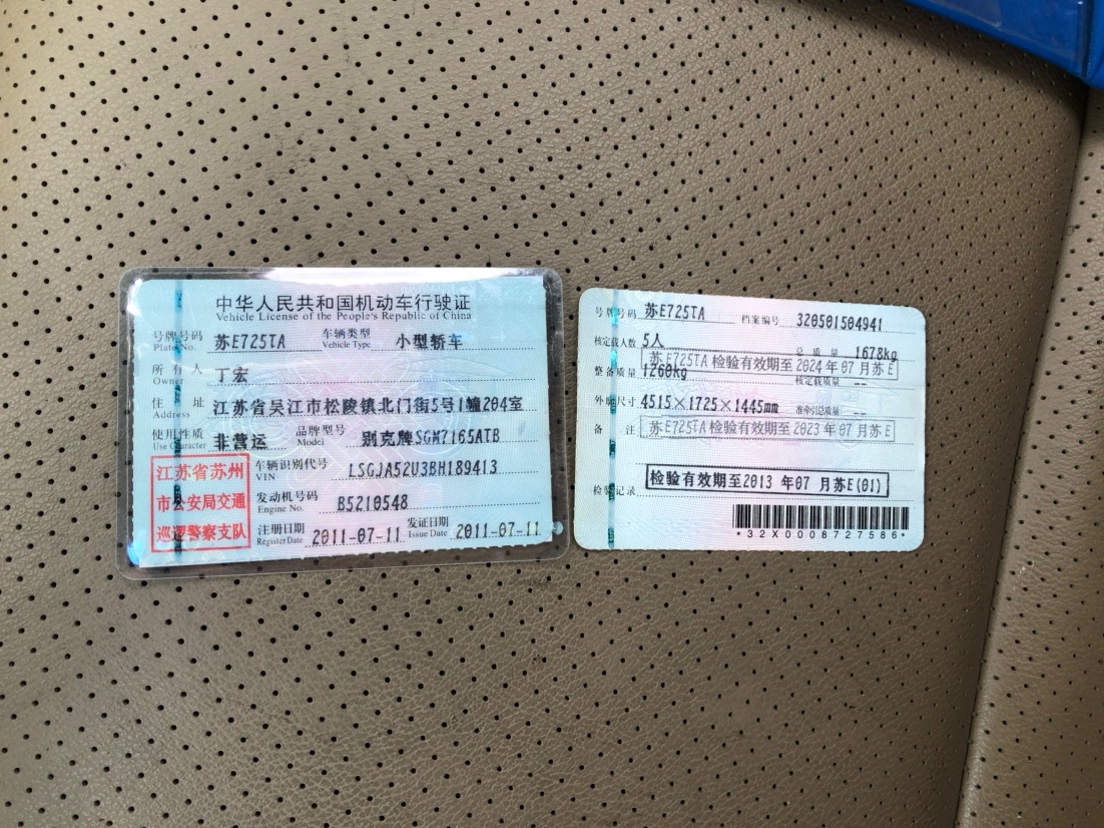 中华人民共和国机动车行驶证
Vehicle License of the People's Republic of China
号牌号码 苏E725TA 车辆类型 小型轿车
Plate No. Vehicle Type
所有人 丁宏
Owner
住址 江苏省吴江市松陵镇北门街5号1幢204室
Address
使用性质 非营运 品牌型号 别克牌SGM7165ATB
Use Character Model
江苏省苏州
市公安局交通
巡逻警察支队
车辆识别代号 LSGJA52U3BH189413
VIN
发动机号码 B5210548
Engine No.
注册日期 2011-07-11 发证日期 2011-07-11
Register Date Issue Date
号牌号码 苏E725TA 档案编号 320501504941
核定载人数 5人 总质量 1678kg
苏E725TA 检验有效期至2024年07月苏E
整备质量 1260kg 核定载质量 --
外廓尺寸 4515×1725×1445mm 准牵引总质量 --
备注 苏E725TA检验有效期至2023年07月苏E
检验有效期至2013年07月苏E(01)
检验记录
*32X0008727586*